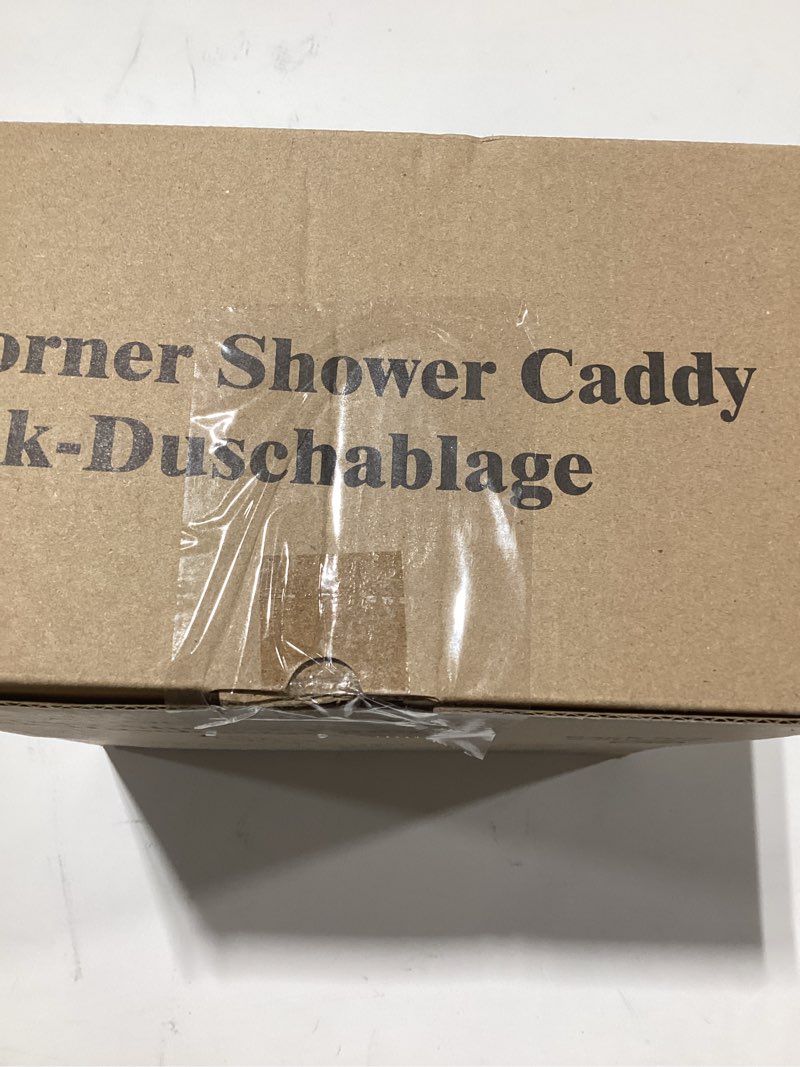 orner Shower Caddy
k-Duschablage